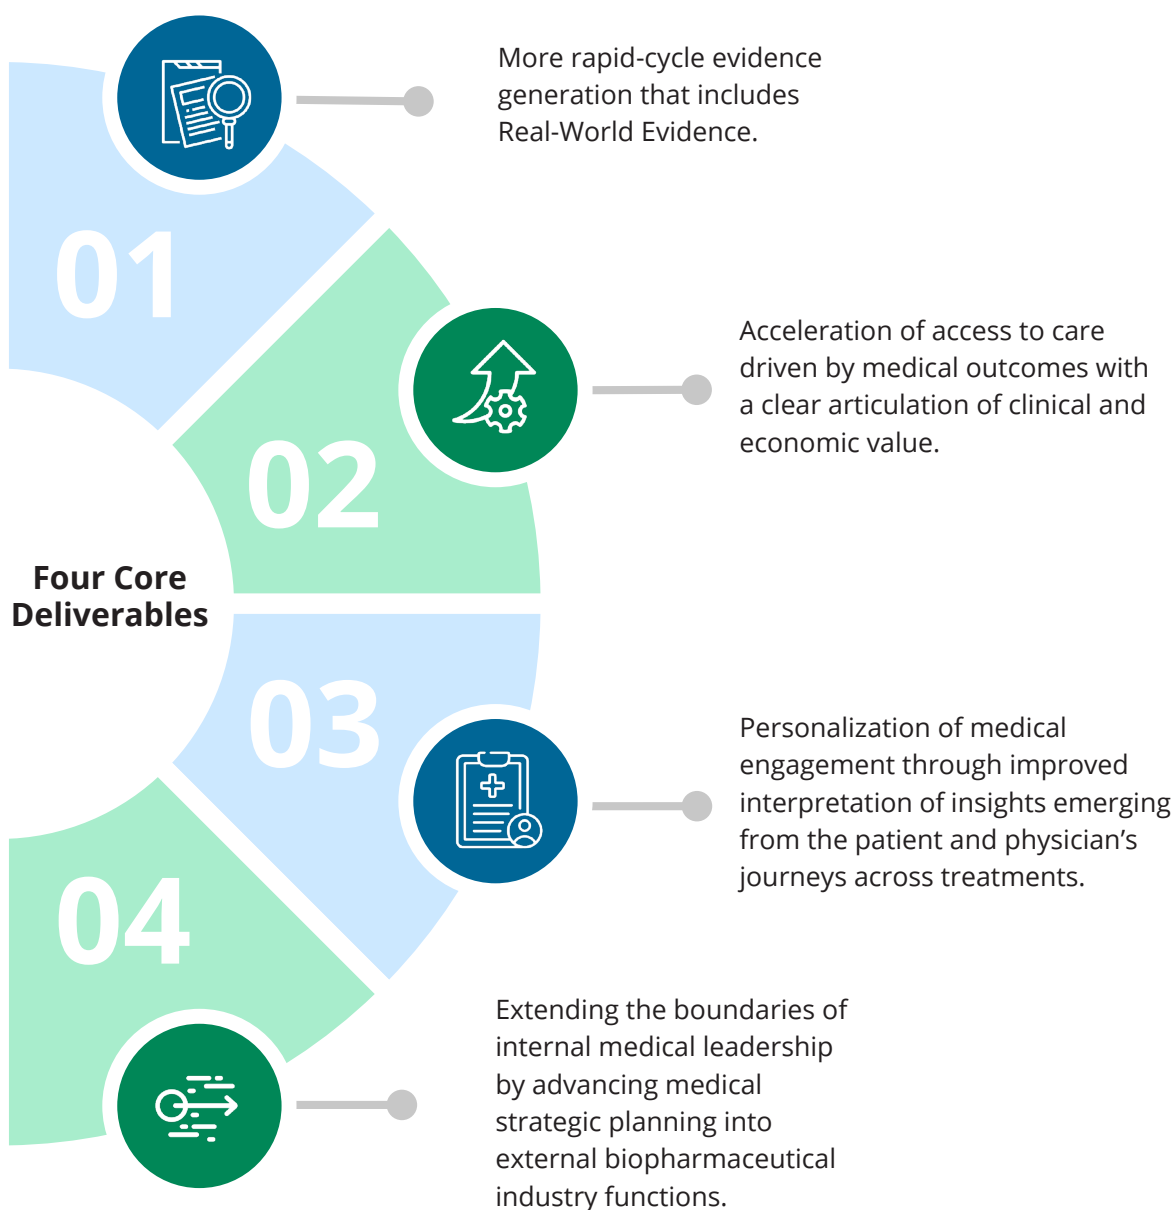 More rapid-cycle evidence
generation that includes
Real-World Evidence.
01
Acceleration of access to care
driven by medical outcomes with
a clear articulation of clinical and
economic value.
02
Four Core
Deliverables
03
Personalization of medical
engagement through improved
interpretation of insights emerging
from the patient and physician’s
journeys across treatments.
04
Extending the boundaries of
internal medical leadership
by advancing medical
strategic planning into
external biopharmaceutical
industry functions.